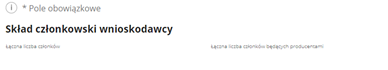 i * Pole obowiązkowe
Skład członkowski wnioskodawcy
Łączna liczba członków Łączna liczba członków będących producentami